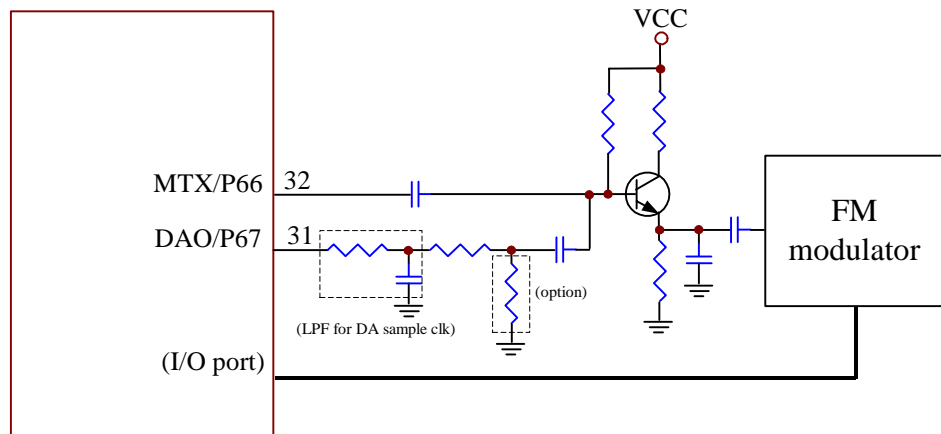 VCC
MTX/P66 32
DAO/P67 31
FM
modulator
(option)
(LPF for DA sample clk)
(I/O port)